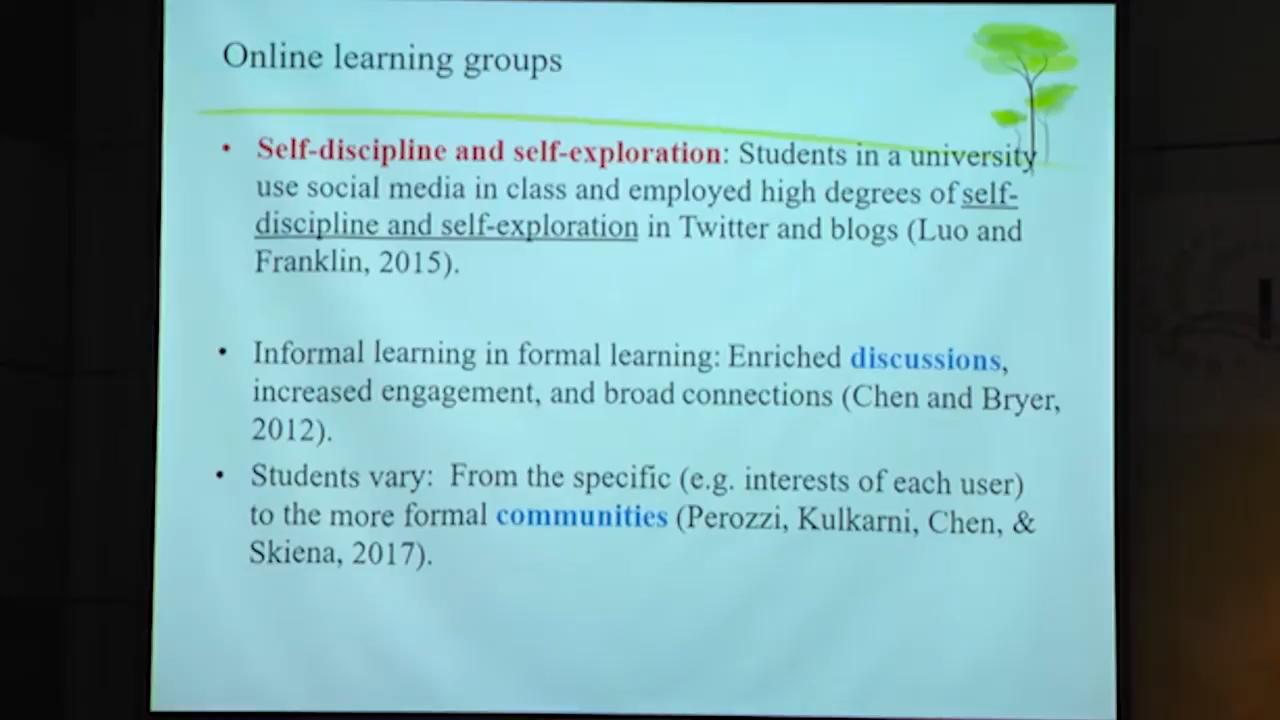 Online learning groups
• Self-discipline and self-exploration: Students in a university
use social media in class and employed high degrees of self-
discipline and self-exploration in Twitter and blogs (Luo and
Franklin, 2015).
• Informal learning in formal learning: Enriched discussions,
increased engagement, and broad connections (Chen and Bryer,
2012).
• Students vary: From the specific (e.g. interests of each user)
to the more formal communities (Perozzi, Kulkarni, Chen, &
Skiena, 2017).